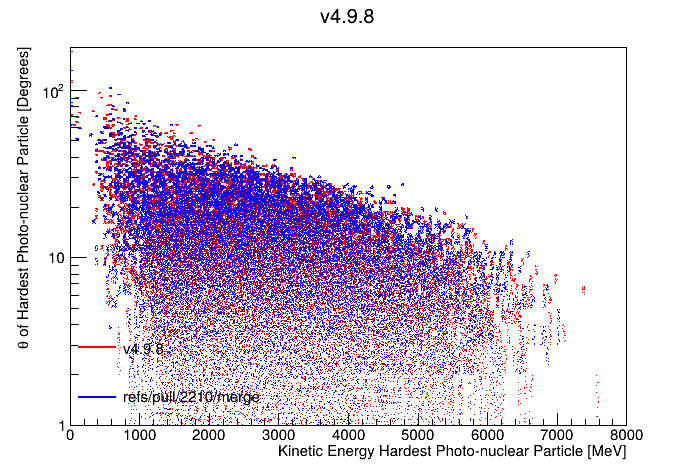 v4.9.8
θ of Hardest Photo-nuclear Particle [Degrees]
10²
10
1
v4.9.8
refs/pull/2210/merge
0 1000 2000 3000 4000 5000 6000 7000 8000
Kinetic Energy Hardest Photo-nuclear Particle [MeV]